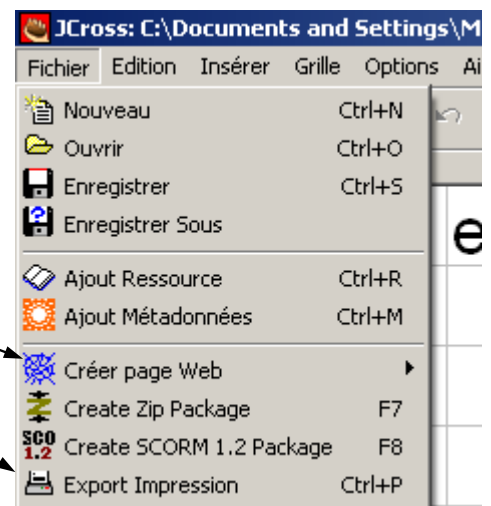 JCross: C:\Documents and Settings\M
Fichier Edition Insérer Grille Options Ai
Nouveau Ctrl+N
Ouvrir Ctrl+O
Enregistrer Ctrl+S
Enregistrer Sous
e
Ajout Ressource Ctrl+R
Ajout Métadonnées Ctrl+M
Créer page Web
Create Zip Package F7
SCO 1.2 Create SCORM 1.2 Package F8
Export Impression Ctrl+P